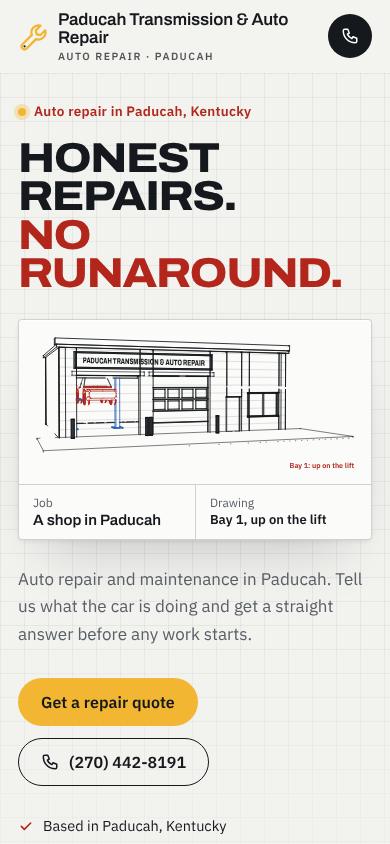 Paducah Transmission & Auto
Repair
AUTO REPAIR · PADUCAH
Auto repair in Paducah, Kentucky
HONEST
REPAIRS.
NO
RUNAROUND.
PADUCAH TRANSMISSION & AUTO REPAIR
Bay 1: up on the lift
Job
A shop in Paducah
Drawing
Bay 1, up on the lift
Auto repair and maintenance in Paducah. Tell
us what the car is doing and get a straight
answer before any work starts.
Get a repair quote
(270) 442-8191
Based in Paducah, Kentucky